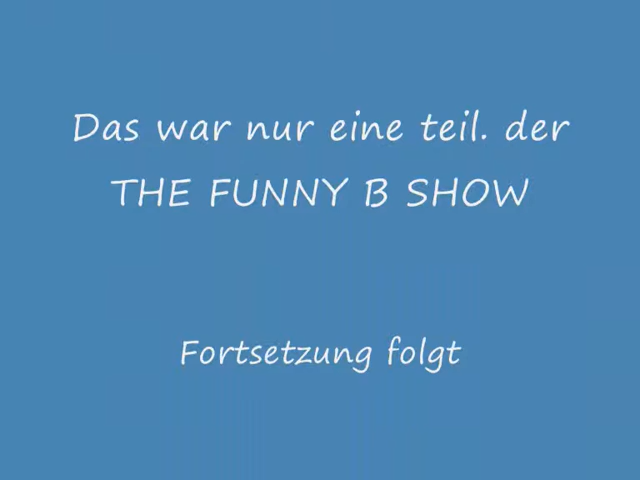 Das war nur eine teil. der
THE FUNNY B SHOW
Fortsetzung folgt